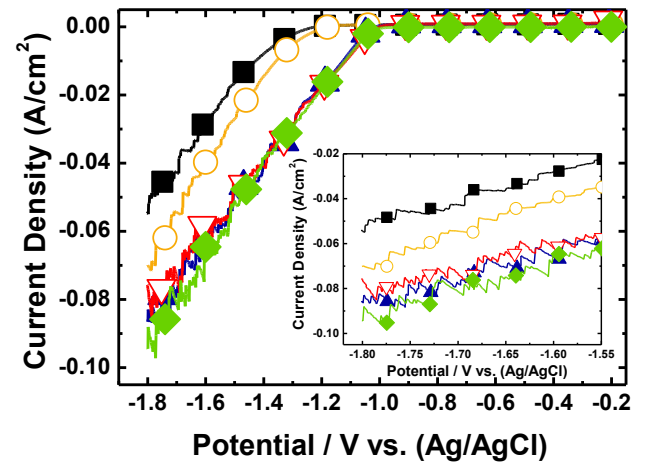 0.00
-0.02
-0.04
-0.06
-0.08
-0.10
Current Density (A/cm²)
-1.8 -1.6 -1.4 -1.2 -1.0 -0.8 -0.6 -0.4 -0.2
Potential / V vs. (Ag/AgCl)
-0.02
-0.04
-0.06
-0.08
-0.10
Current Density (A/cm²)
-1.80 -1.75 -1.70 -1.65 -1.60 -1.55
Potential / V vs. (Ag/AgCl)